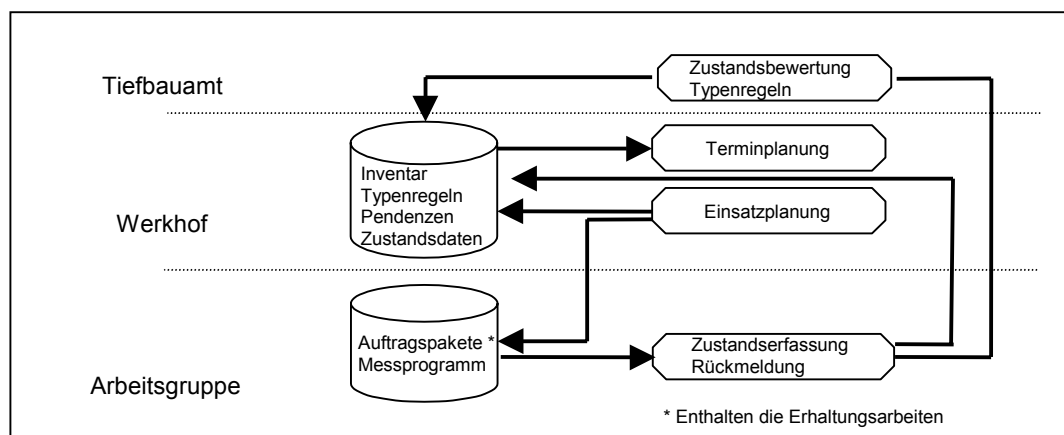 Tiefbauamt
Zustandsbewertung
Typenregeln
Terminplanung
Inventar
Typenregeln
Pendenzen
Zustandsdaten
Werkhof
Einsatzplanung
Auftragspakete *
Messprogramm
Zustandserfassung
Rückmeldung
Arbeitsgruppe
* Enthalten die Erhaltungsarbeiten